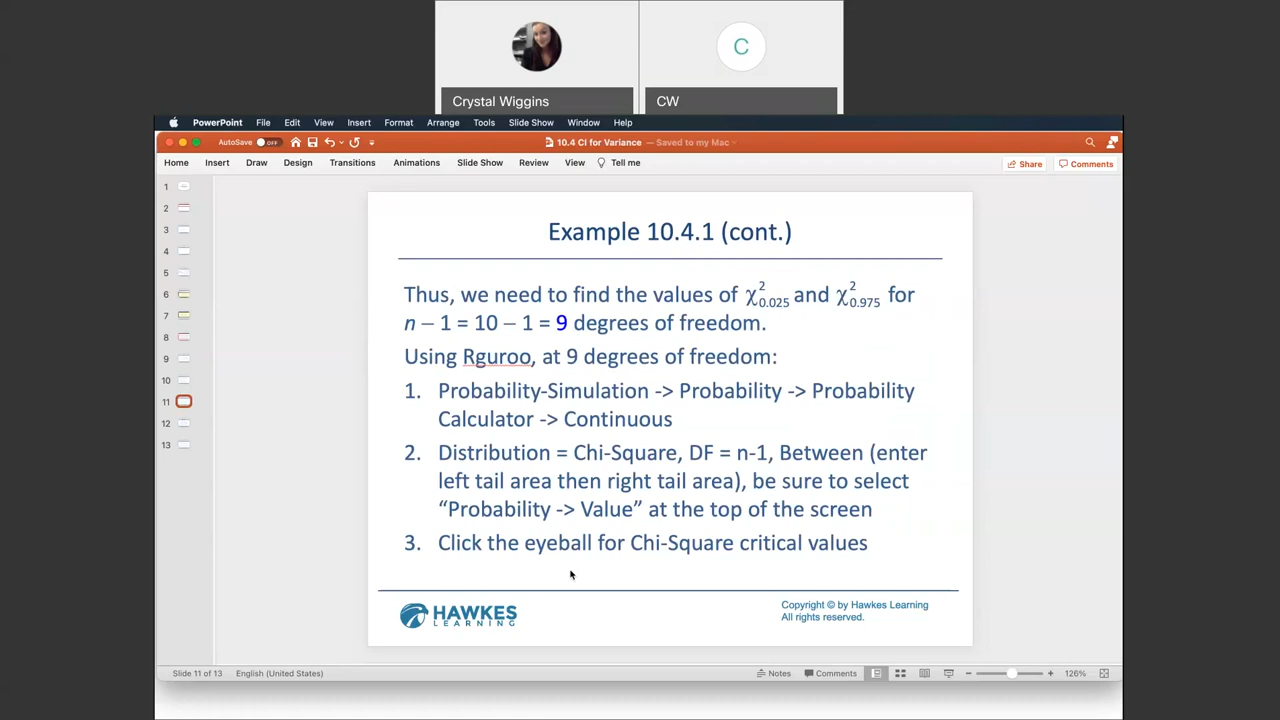 C
Crystal Wiggins
CW
PowerPoint File Edit View Insert Format Arrange Tools Slide Show Window Help
AutoSave OFF 10.4 CI for Variance — Saved to my Mac
Home Insert Draw Design Transitions Animations Slide Show Review View Tell me Share Comments
1
2
3
4
5
6
7
8
9
10
11
12
13
Example 10.4.1 (cont.)
Thus, we need to find the values of χ²₀.₀₂₅ and χ²₀.₉₇₅ for
n − 1 = 10 − 1 = 9 degrees of freedom.
Using Rguroo, at 9 degrees of freedom:
1. Probability-Simulation -> Probability -> Probability
Calculator -> Continuous
2. Distribution = Chi-Square, DF = n-1, Between (enter
left tail area then right tail area), be sure to select
“Probability -> Value” at the top of the screen
3. Click the eyeball for Chi-Square critical values
HAWKES
LEARNING
Copyright © by Hawkes Learning
All rights reserved.
Slide 11 of 13 English (United States) Notes Comments 126%